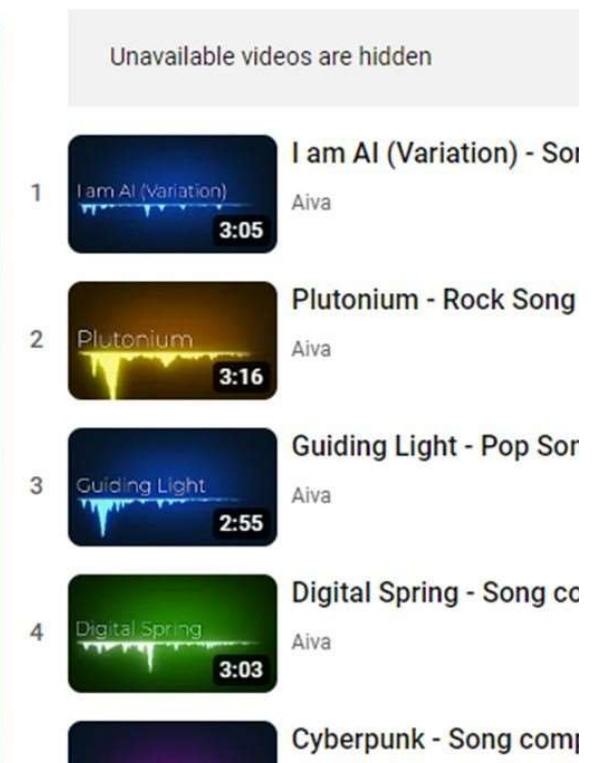 Unavailable videos are hidden
1
I am AI (Variation)
3:05
I am AI (Variation) - Son
Aiva
2
Plutonium
3:16
Plutonium - Rock Song
Aiva
3
Guiding Light
2:55
Guiding Light - Pop Son
Aiva
4
Digital Spring
3:03
Digital Spring - Song co
Aiva
Cyberpunk - Song comp